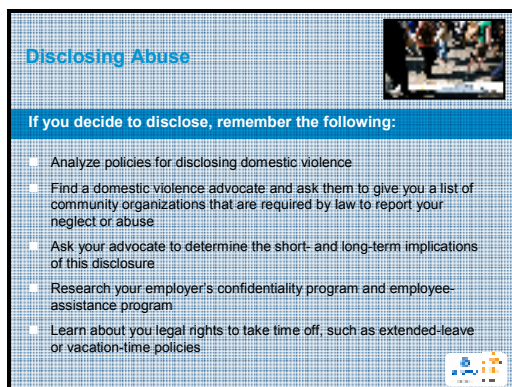 Disclosing Abuse
If you decide to disclose, remember the following:
Analyze policies for disclosing domestic violence
Find a domestic violence advocate and ask them to give you a list of
community organizations that are required by law to report your
neglect or abuse
Ask your advocate to determine the short- and long-term implications
of this disclosure
Research your employer's confidentiality program and employee-
assistance program
Learn about you legal rights to take time off, such as extended-leave
or vacation-time policies